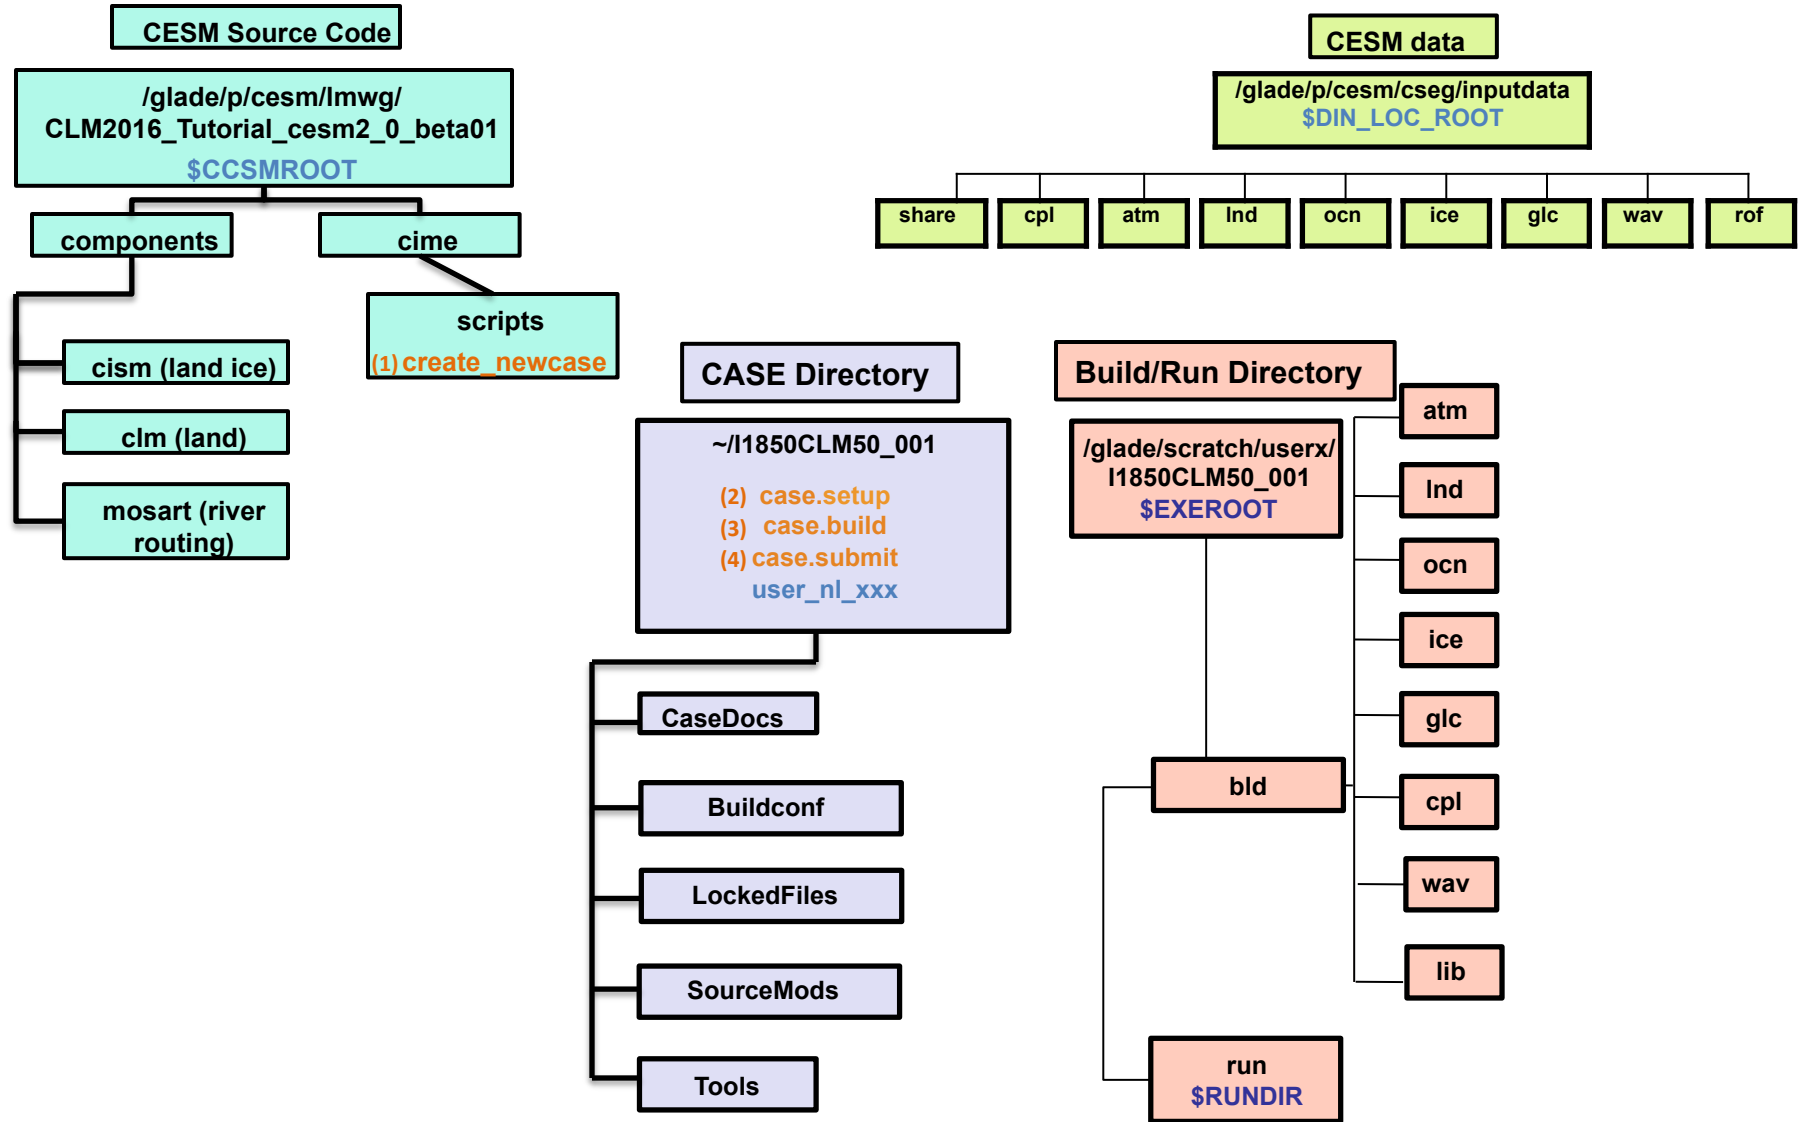 CESM Source Code
/glade/p/cesm/lmwg/
CLM2016_Tutorial_cesm2_0_beta01
$CCSMROOT
components
cime
scripts
(1) create_newcase
cism (land ice)
clm (land)
mosart (river
routing)
CESM data
/glade/p/cesm/cseg/inputdata
$DIN_LOC_ROOT
share
cpl
atm
lnd
ocn
ice
glc
wav
rof
CASE Directory
~/I1850CLM50_001
(2) case.setup
(3) case.build
(4) case.submit
user_nl_xxx
CaseDocs
Buildconf
LockedFiles
SourceMods
Tools
Build/Run Directory
/glade/scratch/userx/
I1850CLM50_001
$EXEROOT
bld
atm
lnd
ocn
ice
glc
cpl
wav
lib
run
$RUNDIR